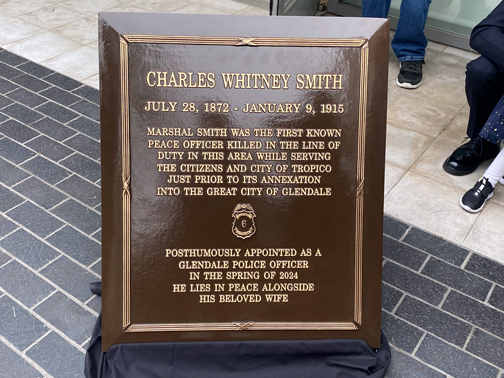 CHARLES WHITNEY SMITH
JULY 28, 1872 - JANUARY 9, 1915
MARSHAL SMITH WAS THE FIRST KNOWN
PEACE OFFICER KILLED IN THE LINE OF
DUTY IN THIS AREA WHILE SERVING
THE CITIZENS AND CITY OF TROPICO
JUST PRIOR TO ITS ANNEXATION
INTO THE GREAT CITY OF GLENDALE
POSTHUMOUSLY APPOINTED AS A
GLENDALE POLICE OFFICER
IN THE SPRING OF 2024
HE LIES IN PEACE ALONGSIDE
HIS BELOVED WIFE